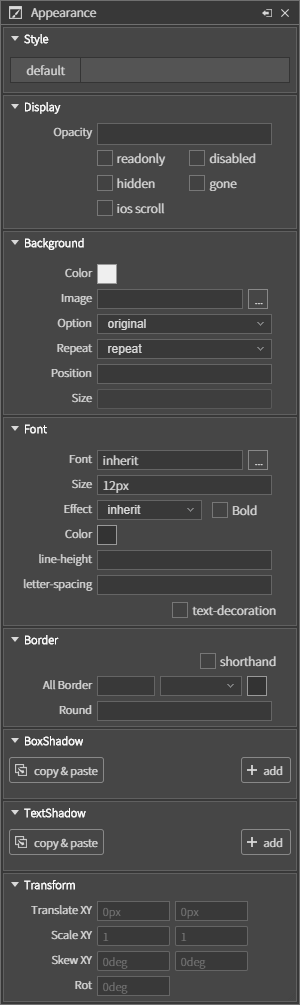 Appearance
Style
default
Display
Opacity
readonly disabled
hidden gone
ios scroll
Background
Color
Image ...
Option original
Repeat repeat
Position
Size
Font
Font inherit ...
Size 12px
Effect inherit Bold
Color
line-height
letter-spacing
text-decoration
Border
shorthand
All Border
Round
BoxShadow
copy & paste + add
TextShadow
copy & paste + add
Transform
Translate XY 0px 0px
Scale XY 1 1
Skew XY 0deg 0deg
Rot 0deg